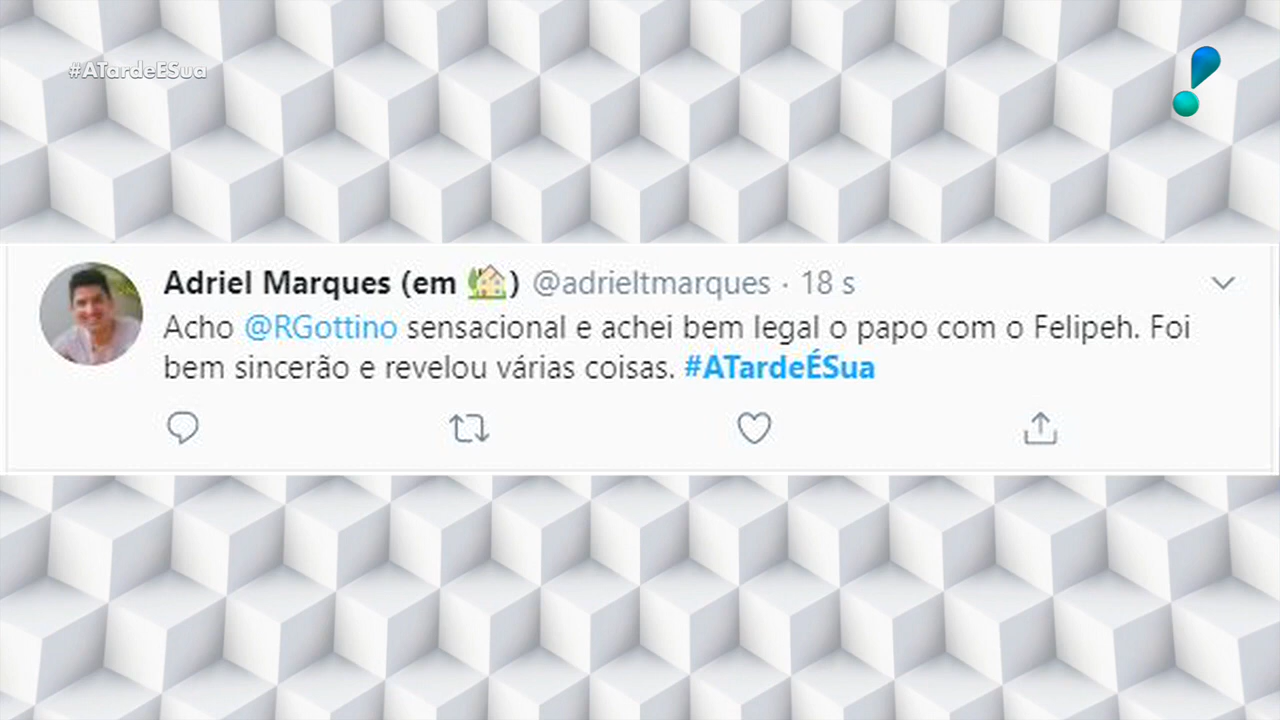 #ATardeESua
Adriel Marques (em 🏡) @adrieltmarques · 18 s
Acho @RGottino sensacional e achei bem legal o papo com o Felipeh. Foi
bem sincerão e revelou várias coisas. #ATardeÉSua